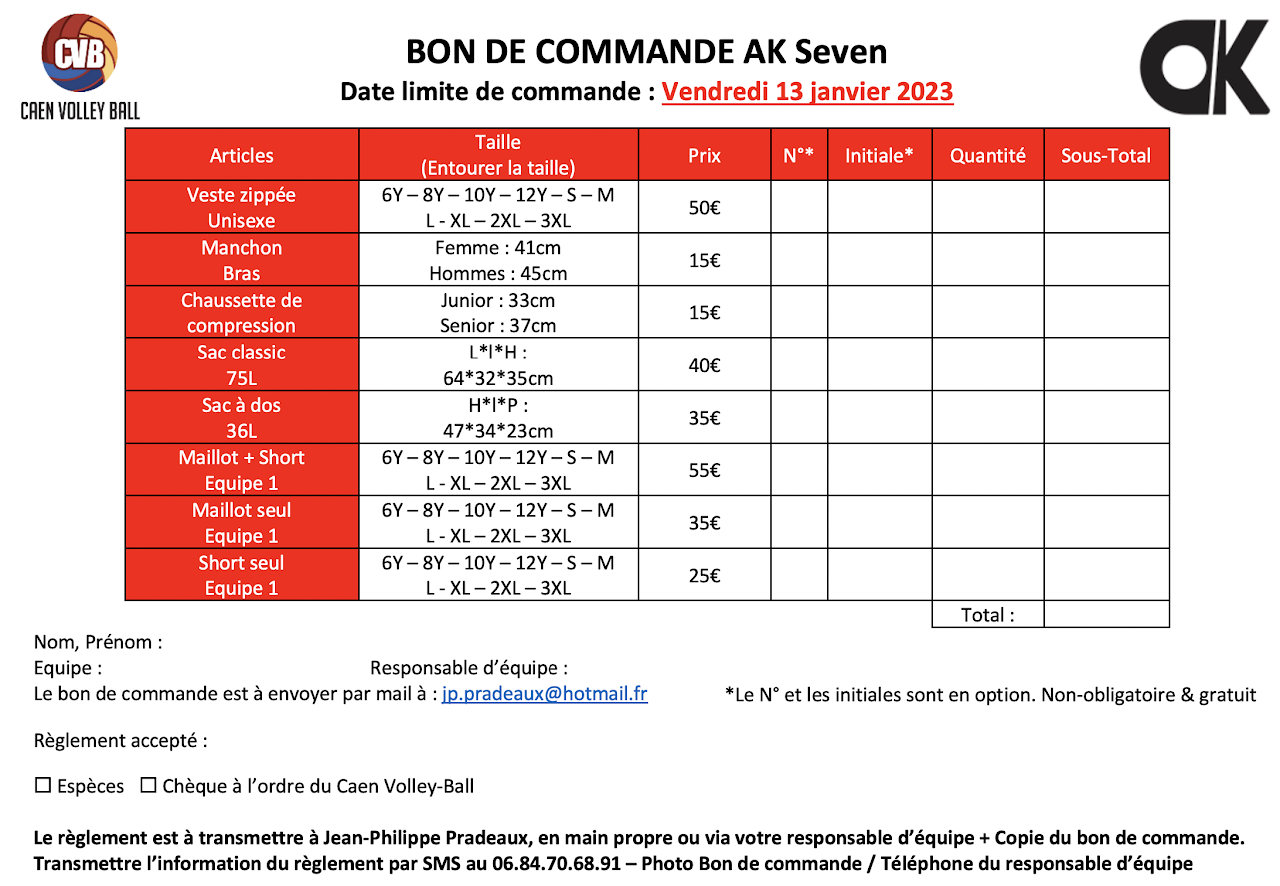 CVB
CAEN VOLLEY BALL
AK
BON DE COMMANDE AK Seven
Date limite de commande : Vendredi 13 janvier 2023
Articles Taille (Entourer la taille) Prix N°* Initiale* Quantité Sous-Total
Veste zippée Unisexe 6Y – 8Y – 10Y – 12Y – S – M L - XL – 2XL – 3XL 50€
Manchon Bras Femme : 41cm Hommes : 45cm 15€
Chaussette de compression Junior : 33cm Senior : 37cm 15€
Sac classic 75L L*l*H : 64*32*35cm 40€
Sac à dos 36L H*l*P : 47*34*23cm 35€
Maillot + Short Equipe 1 6Y – 8Y – 10Y – 12Y – S – M L - XL – 2XL – 3XL 55€
Maillot seul Equipe 1 6Y – 8Y – 10Y – 12Y – S – M L - XL – 2XL – 3XL 35€
Short seul Equipe 1 6Y – 8Y – 10Y – 12Y – S – M L - XL – 2XL – 3XL 25€
Total :
Nom, Prénom :
Equipe : Responsable d’équipe :
Le bon de commande est à envoyer par mail à : jp.pradeaux@hotmail.fr *Le N° et les initiales sont en option. Non-obligatoire & gratuit
Règlement accepté :
☐ Espèces ☐ Chèque à l’ordre du Caen Volley-Ball
Le règlement est à transmettre à Jean-Philippe Pradeaux, en main propre ou via votre responsable d’équipe + Copie du bon de commande.
Transmettre l’information du règlement par SMS au 06.84.70.68.91 – Photo Bon de commande / Téléphone du responsable d’équipe